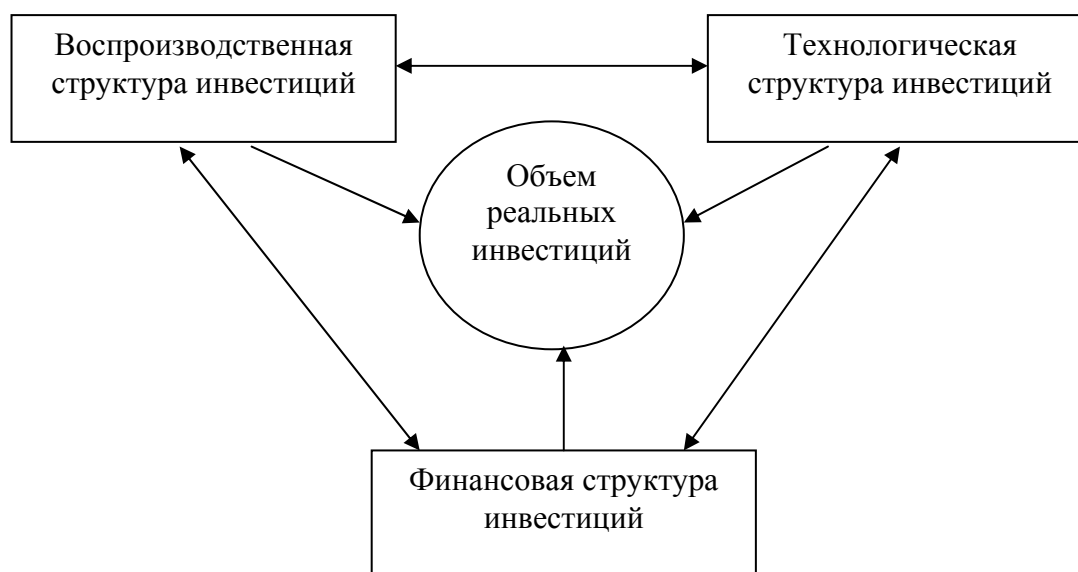 Воспроизводственная
структура инвестиций
Технологическая
структура инвестиций
Объем
реальных
инвестиций
Финансовая структура
инвестиций